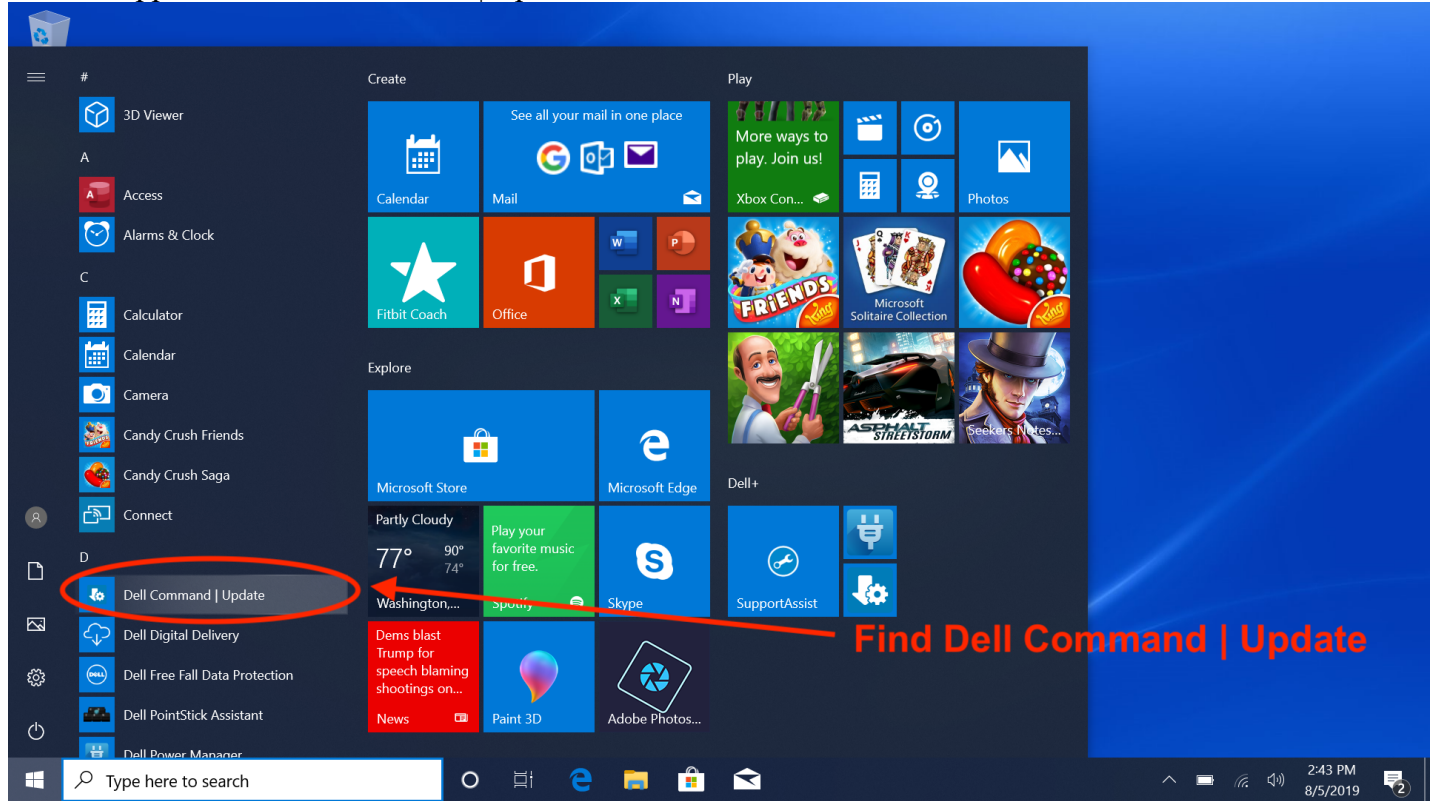 #
3D Viewer
A
Access
Alarms & Clock
C
Calculator
Calendar
Camera
Candy Crush Friends
Candy Crush Saga
Connect
D
Dell Command | Update
Dell Digital Delivery
Dell Free Fall Data Protection
Dell PointStick Assistant
Dell Power Manager
Create
Calendar
See all your mail in one place
Mail
Fitbit Coach
Office
Explore
Microsoft Store
Microsoft Edge
Partly Cloudy
77° 90°
74°
Washington,...
Play your
favorite music
for free.
Spotify
Skype
Dems blast
Trump for
speech blaming
shootings on...
News
Paint 3D
Adobe Photos...
Play
More ways to
play. Join us!
Xbox Con...
Photos
FRIENDS
King
Microsoft
Solitaire Collection
King
ASPHALT
STREETSTORM
Seekers Notes...
Dell+
SupportAssist
Find Dell Command | Update
Type here to search
2:43 PM
8/5/2019
2